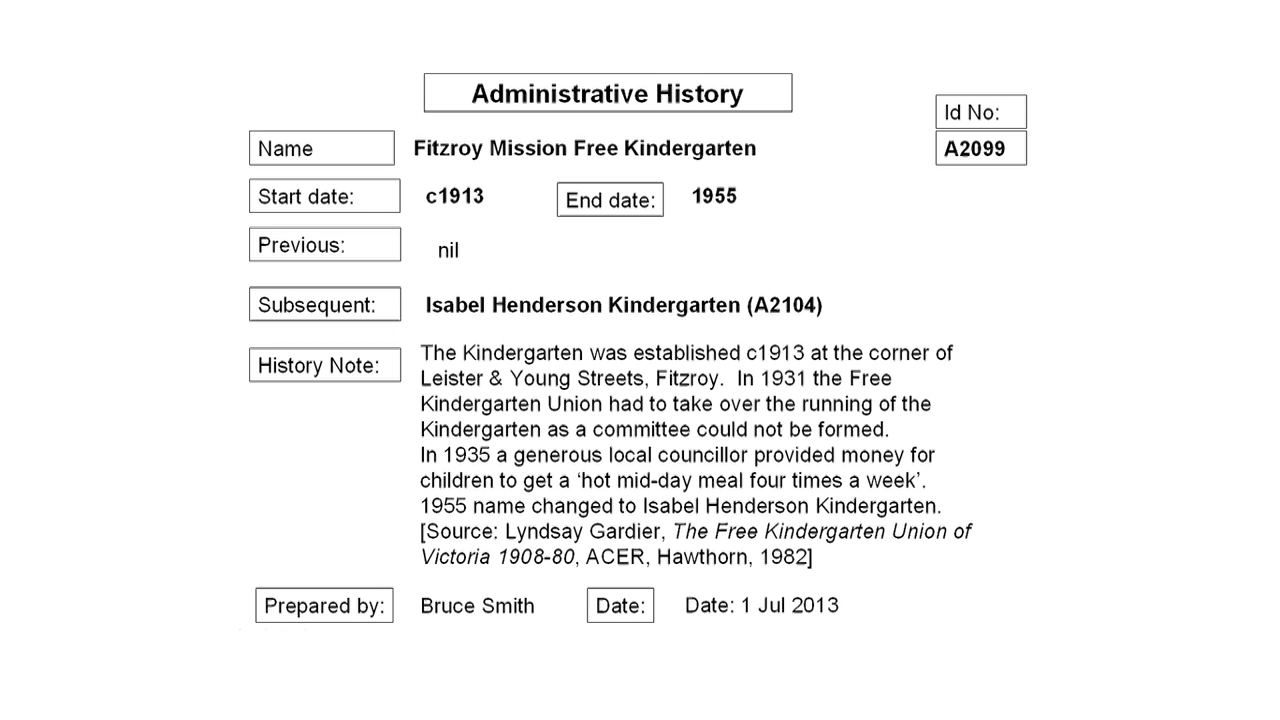 Administrative History
Id No:
Name Fitzroy Mission Free Kindergarten A2099
Start date: c1913 End date: 1955
Previous: nil
Subsequent: Isabel Henderson Kindergarten (A2104)
History Note: The Kindergarten was established c1913 at the corner of
Leister & Young Streets, Fitzroy. In 1931 the Free
Kindergarten Union had to take over the running of the
Kindergarten as a committee could not be formed.
In 1935 a generous local councillor provided money for
children to get a ‘hot mid-day meal four times a week’.
1955 name changed to Isabel Henderson Kindergarten.
[Source: Lyndsay Gardier, The Free Kindergarten Union of
Victoria 1908-80, ACER, Hawthorn, 1982]
Prepared by: Bruce Smith Date: Date: 1 Jul 2013